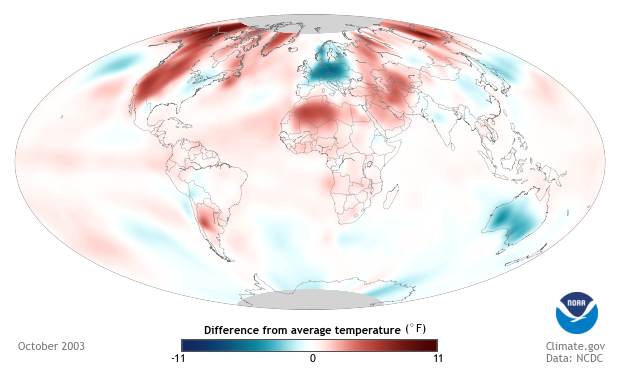 NOAA
Difference from average temperature (°F)
October 2003
-11
0
11
Climate.gov
Data: NCDC